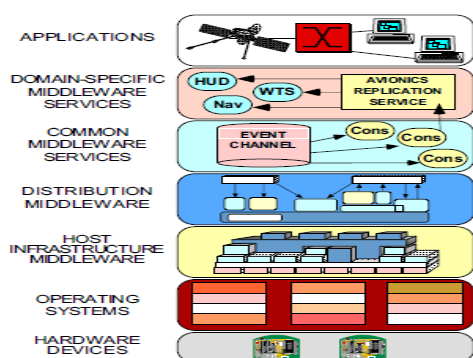 APPLICATIONS
DOMAIN-SPECIFIC
MIDDLEWARE
SERVICES
HUD
WTS
Nav
AVIONICS
REPLICATION
SERVICE
COMMON
MIDDLEWARE
SERVICES
EVENT
CHANNEL
Cons
Cons
Cons
DISTRIBUTION
MIDDLEWARE
HOST
INFRASTRUCTURE
MIDDLEWARE
OPERATING
SYSTEMS
HARDWARE
DEVICES